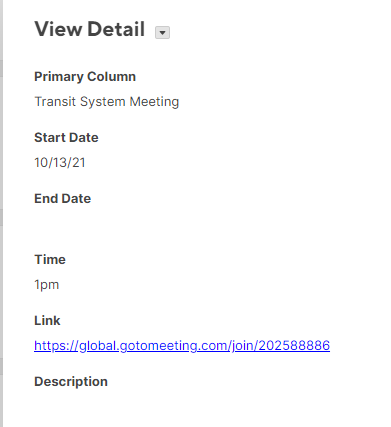 View Detail
Primary Column
Transit System Meeting
Start Date
10/13/21
End Date
Time
1pm
Link
https://global.gotomeeting.com/join/202588886
Description